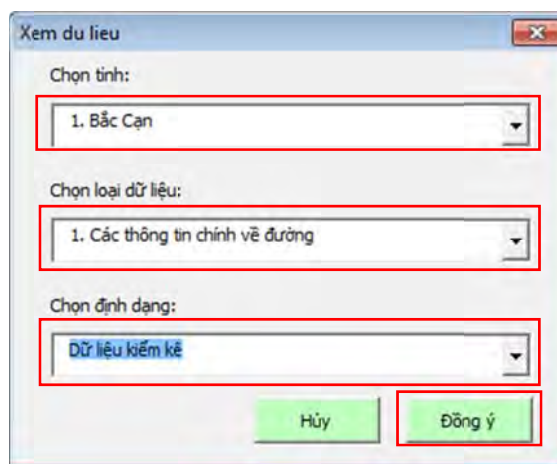 Xem du lieu
Chọn tỉnh:
1. Bắc Cạn
Chọn loại dữ liệu:
1. Các thông tin chính về đường
Chọn định dạng:
Dữ liệu kiểm kê
Hủy
Đồng ý